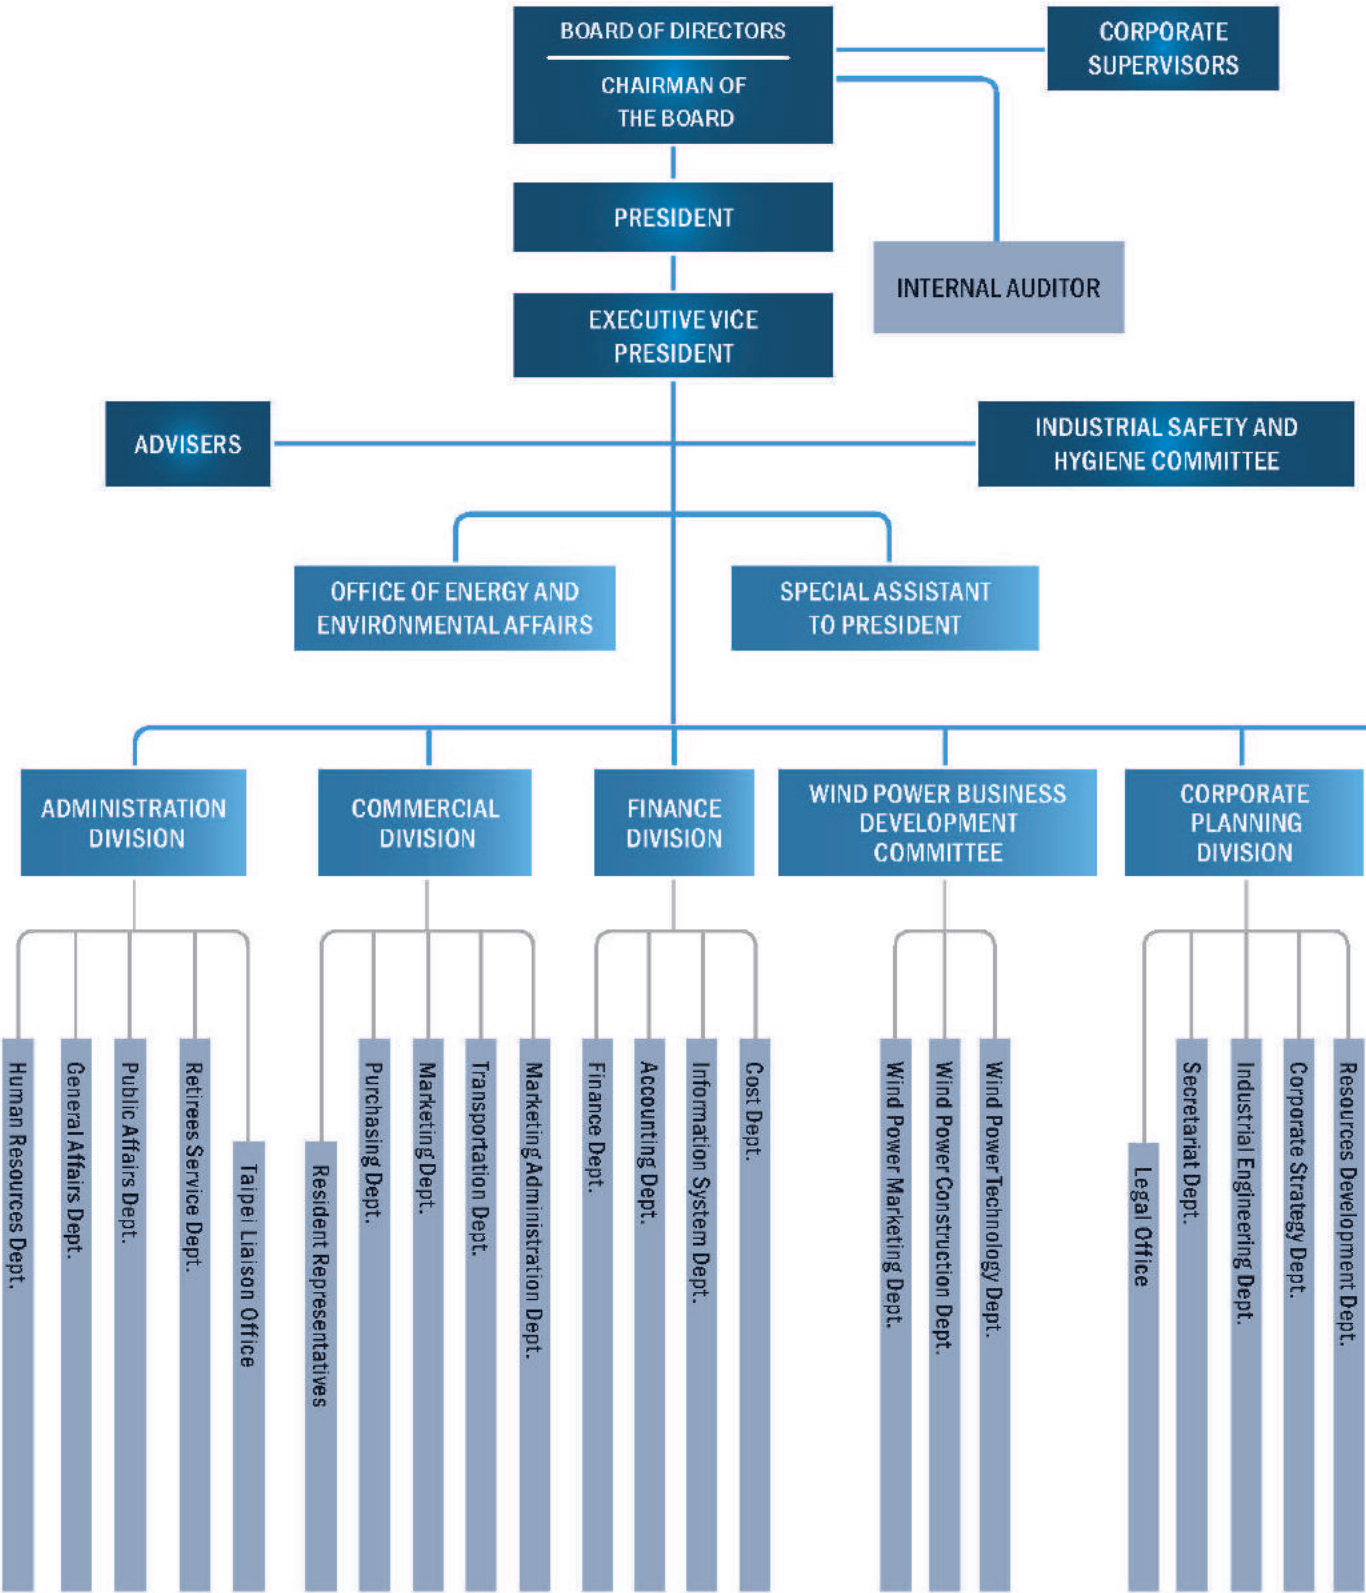 BOARD OF DIRECTORS
CHAIRMAN OF
THE BOARD
CORPORATE
SUPERVISORS
PRESIDENT
INTERNAL AUDITOR
EXECUTIVE VICE
PRESIDENT
ADVISERS
INDUSTRIAL SAFETY AND
HYGIENE COMMITTEE
OFFICE OF ENERGY AND
ENVIRONMENTAL AFFAIRS
SPECIAL ASSISTANT
TO PRESIDENT
ADMINISTRATION
DIVISION
COMMERCIAL
DIVISION
FINANCE
DIVISION
WIND POWER BUSINESS
DEVELOPMENT
COMMITTEE
CORPORATE
PLANNING
DIVISION
Human Resources Dept.
General Affairs Dept.
Public Affairs Dept.
Retirees Service Dept.
Taipei Liaison Office
Resident Representatives
Purchasing Dept.
Marketing Dept.
Transportation Dept.
Marketing Administration Dept.
Finance Dept.
Accounting Dept.
Information System Dept.
Cost Dept.
Wind Power Marketing Dept.
Wind Power Construction Dept.
Wind Power Technology Dept.
Legal Office
Secretariat Dept.
Industrial Engineering Dept.
Corporate Strategy Dept.
Resources Development Dept.